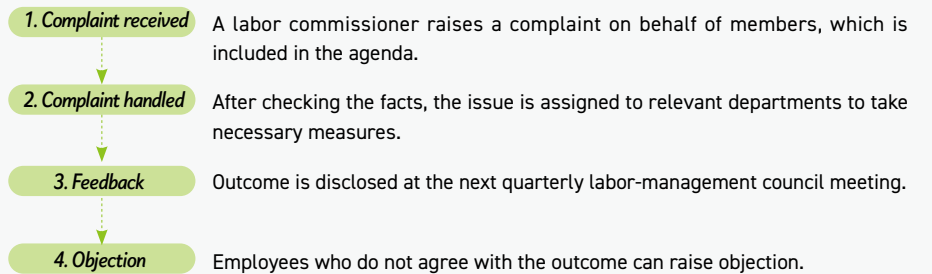 1. Complaint received
A labor commissioner raises a complaint on behalf of members, which is
included in the agenda.
2. Complaint handled
After checking the facts, the issue is assigned to relevant departments to take
necessary measures.
3. Feedback
Outcome is disclosed at the next quarterly labor-management council meeting.
4. Objection
Employees who do not agree with the outcome can raise objection.